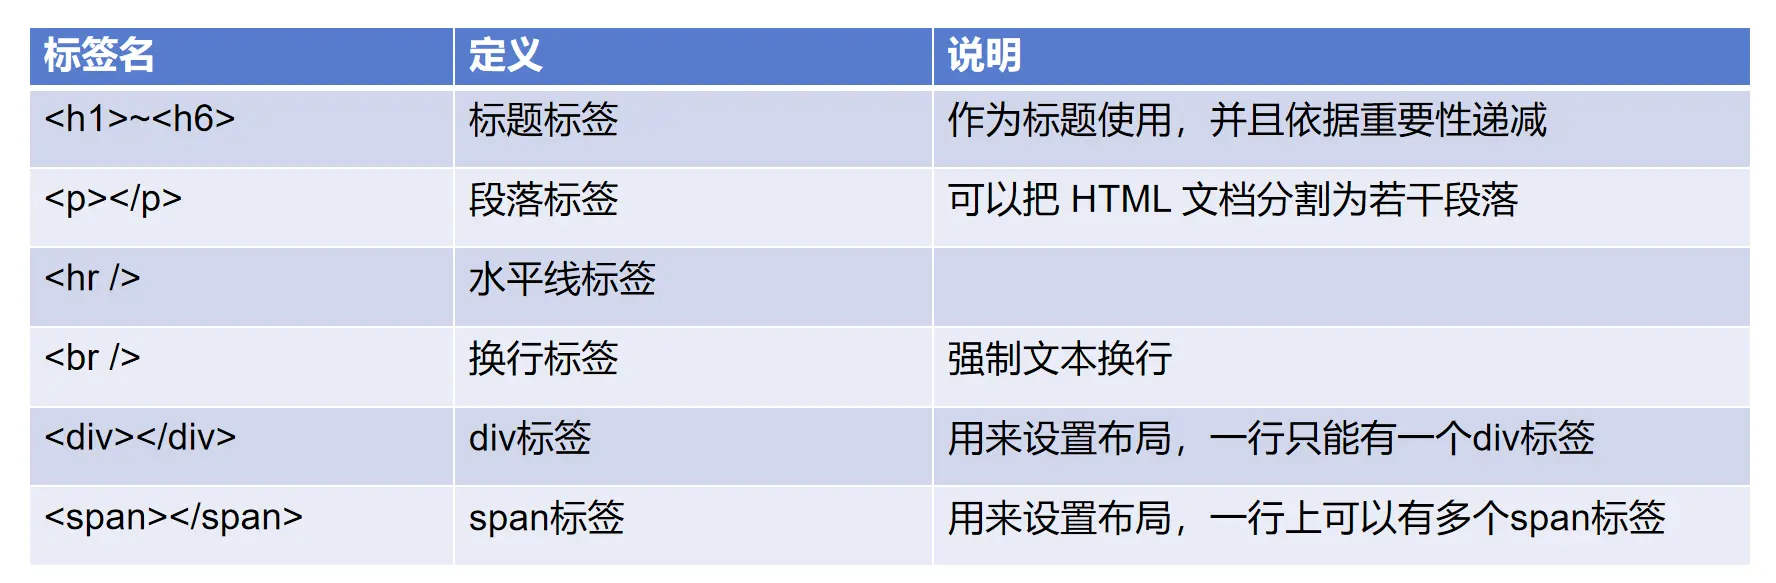 标签名 定义 说明
<h1>~<h6> 标题标签 作为标题使用，并且依据重要性递减
<p></p> 段落标签 可以把 HTML 文档分割为若干段落
<hr /> 水平线标签
<br /> 换行标签 强制文本换行
<div></div> div标签 用来设置布局，一行只能有一个div标签
<span></span> span标签 用来设置布局，一行上可以有多个span标签